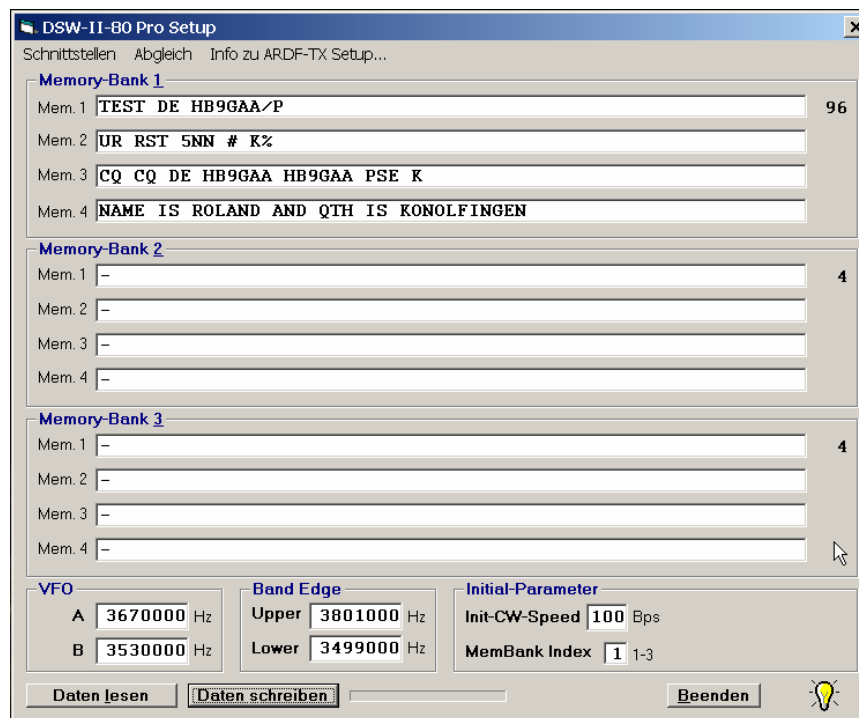 DSW-II-80 Pro Setup
Schnittstellen Abgleich Info zu ARDF-TX Setup...
Memory-Bank 1
Mem. 1 TEST DE HB9GAA/P 96
Mem. 2 UR RST 5NN # K%
Mem. 3 CQ CQ DE HB9GAA HB9GAA PSE K
Mem. 4 NAME IS ROLAND AND QTH IS KONOLFINGEN
Memory-Bank 2
Mem. 1 - 4
Mem. 2 -
Mem. 3 -
Mem. 4 -
Memory-Bank 3
Mem. 1 - 4
Mem. 2 -
Mem. 3 -
Mem. 4 -
VFO Band Edge Initial-Parameter
A 3670000 Hz Upper 3801000 Hz Init-CW-Speed 100 Bps
B 3530000 Hz Lower 3499000 Hz MemBank Index 1 1-3
Daten lesen Daten schreiben Beenden